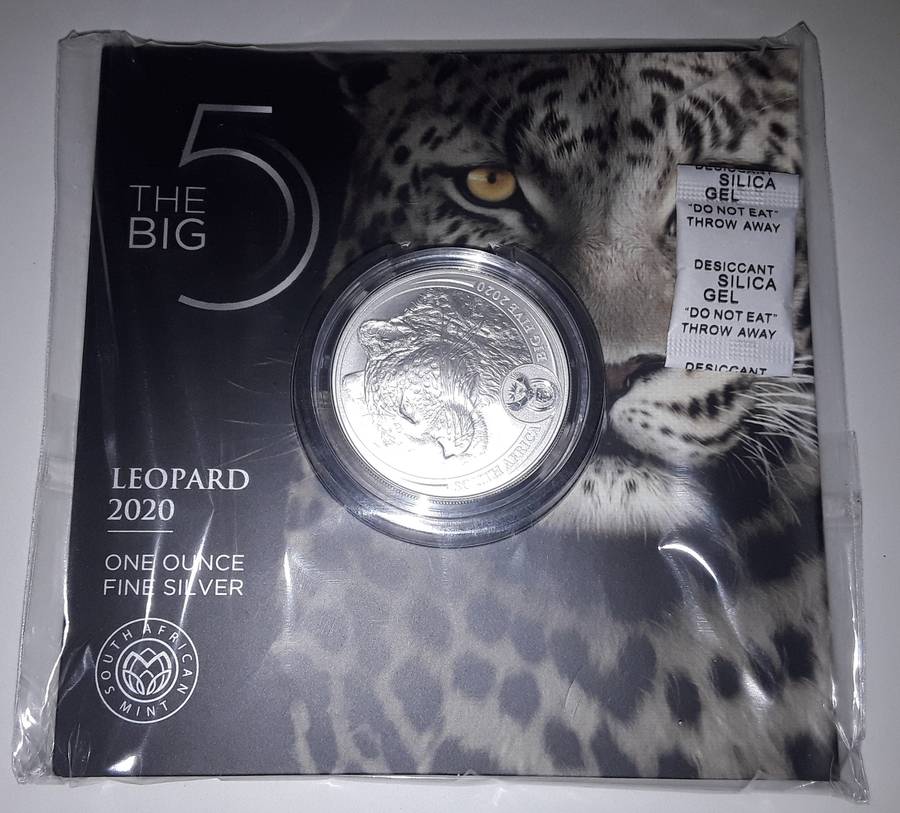 THE
BIG
5
LEOPARD
2020
ONE OUNCE
FINE SILVER
SOUTH AFRICAN
MINT
BIG FIVE 2020
AFRICA
DESICCANT
SILICA
GEL
"DO NOT EAT"
THROW AWAY
DESICCANT
SILICA
GEL
"DO NOT EAT"
THROW AWAY
DESICCANT